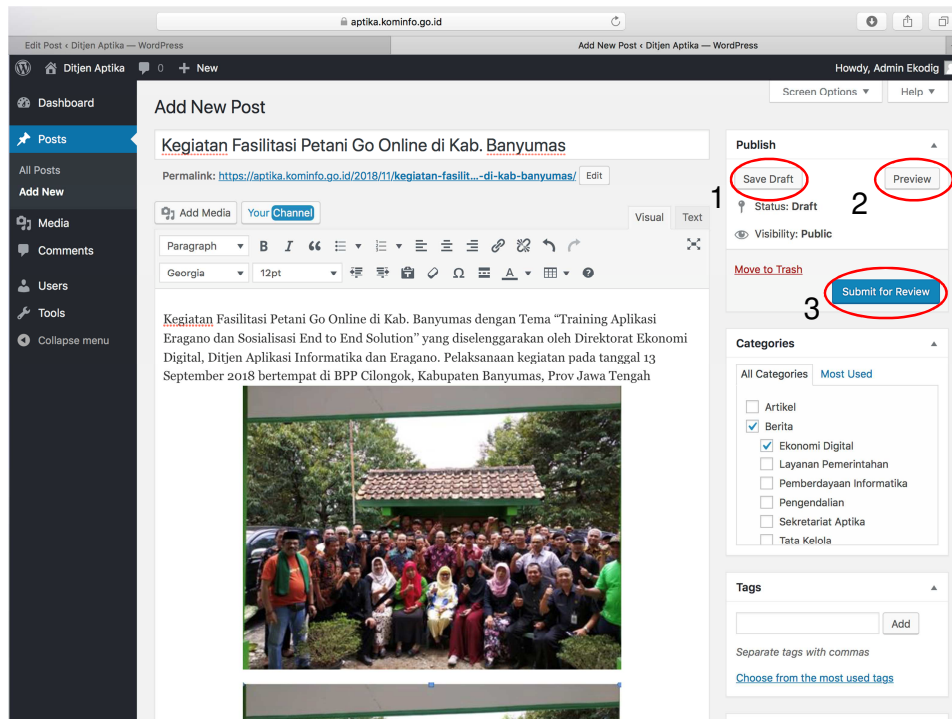 aptika.kominfo.go.id
Edit Post ‹ Ditjen Aptika — WordPress
Add New Post ‹ Ditjen Aptika — WordPress
Ditjen Aptika 0 + New
Howdy, Admin Ekodig
Screen Options ▼ Help ▼
Dashboard
Posts
All Posts
Add New
Media
Comments
Users
Tools
Collapse menu
Add New Post
Kegiatan Fasilitasi Petani Go Online di Kab. Banyumas
Permalink: https://aptika.kominfo.go.id/2018/11/kegiatan-fasilit...-di-kab-banyumas/ Edit
Add Media Your Channel
Visual Text
Paragraph B I
Georgia 12pt Ω A
Kegiatan Fasilitasi Petani Go Online di Kab. Banyumas dengan Tema “Training Aplikasi
Eragano dan Sosialisasi End to End Solution” yang diselenggarakan oleh Direktorat Ekonomi
Digital, Ditjen Aplikasi Informatika dan Eragano. Pelaksanaan kegiatan pada tanggal 13
September 2018 bertempat di BPP Cilongok, Kabupaten Banyumas, Prov Jawa Tengah
Publish
1 Save Draft Preview 2
Status: Draft
Visibility: Public
Move to Trash
3 Submit for Review
Categories
All Categories Most Used
Artikel
Berita
Ekonomi Digital
Layanan Pemerintahan
Pemberdayaan Informatika
Pengendalian
Sekretariat Aptika
Tata Kelola
Tags
Add
Separate tags with commas
Choose from the most used tags